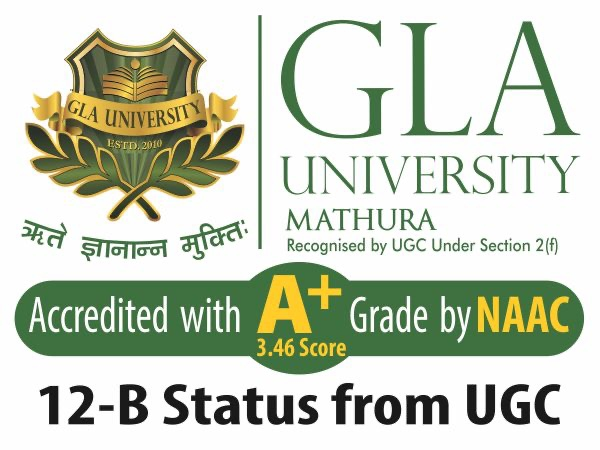 GLA UNIVERSITY
ESTD. 2010
ऋते ज्ञानान्न मुक्तिः
GLA
UNIVERSITY
MATHURA
Recognised by UGC Under Section 2(f)
Accredited with A+ Grade by NAAC
3.46 Score
12-B Status from UGC